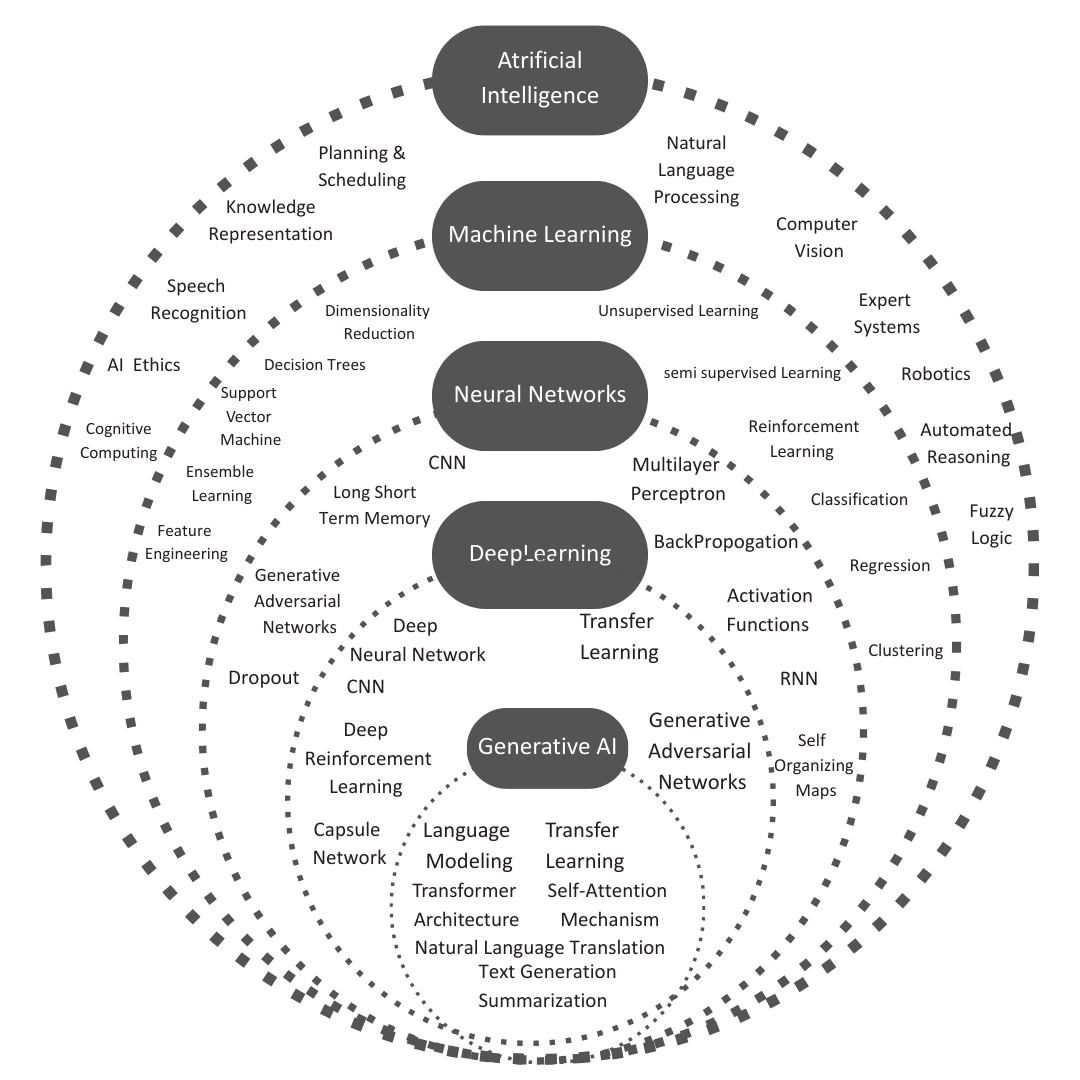 Atrificial
Intelligence
Planning &
Scheduling
Natural
Language
Processing
Knowledge
Representation
Computer
Vision
Machine Learning
Speech
Recognition
Expert
Systems
Dimensionality
Reduction
Unsupervised Learning
AI Ethics
Decision Trees
semi supervised Learning
Robotics
Support
Vector
Machine
Neural Networks
Cognitive
Computing
Reinforcement
Learning
Automated
Reasoning
Ensemble
Learning
CNN
Multilayer
Perceptron
Long Short
Term Memory
Classification
Fuzzy
Logic
Feature
Engineering
DeepLearning
BackPropogation
Regression
Generative
Adversarial
Networks
Activation
Functions
Deep
Neural Network
Transfer
Learning
Clustering
Dropout
CNN
RNN
Deep
Reinforcement
Learning
Generative AI
Generative
Adversarial
Networks
Self
Organizing
Maps
Capsule
Network
Language
Modeling
Transfer
Learning
Transformer
Architecture
Self-Attention
Mechanism
Natural Language Translation
Text Generation
Summarization